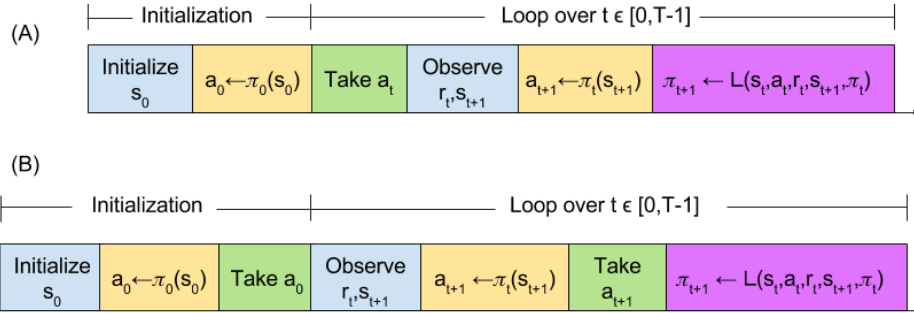 Initialization
Loop over t ϵ [0,T-1]
(A)
Initialize s₀
a₀←π₀(s₀)
Take aₜ
Observe rₜ,sₜ₊₁
aₜ₊₁←πₜ(sₜ₊₁)
πₜ₊₁ ← L(sₜ,aₜ,rₜ,sₜ₊₁,πₜ)
(B)
Initialization
Loop over t ϵ [0,T-1]
Initialize
s₀
a₀←π₀(s₀)
Take a₀
Observe
rₜ,sₜ₊₁
aₜ₊₁ ←πₜ(sₜ₊₁)
Take
aₜ₊₁
πₜ₊₁ ← L(sₜ,aₜ,rₜ,sₜ₊₁,πₜ)